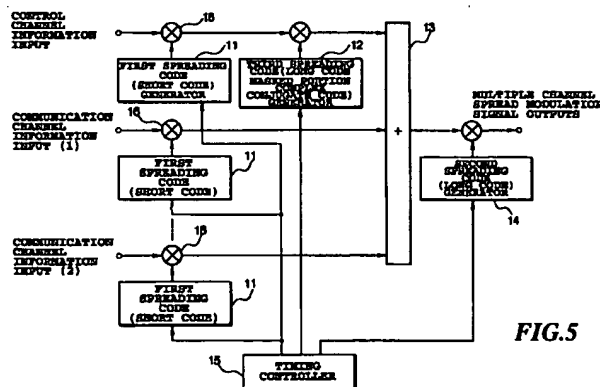 CONTROL
CHANNEL
INFORMATION
INPUT
18
11
FIRST SPREADING
CODE
(SHORT CODE)
GENERATOR
12
THIRD SPREADING
CODE(LONG CODE
MASKED PORTION
COMPLEX
CONJUGATE CODE)
GENERATOR
13
+
MULTIPLE CHANNEL
SPREAD MODULATION
SIGNAL OUTPUTS
COMMUNICATION
CHANNEL
INFORMATION
INPUT (1)
16
FIRST
SPREADING
CODE
(SHORT CODE)
11
SECOND
SPREADING
CODE
(LONG CODE)
GENERATOR
14
COMMUNICATION
CHANNEL
INFORMATION
INPUT (2)
18
FIRST
SPREADING
CODE
(SHORT CODE)
11
15
TIMING
CONTROLLER
FIG.5